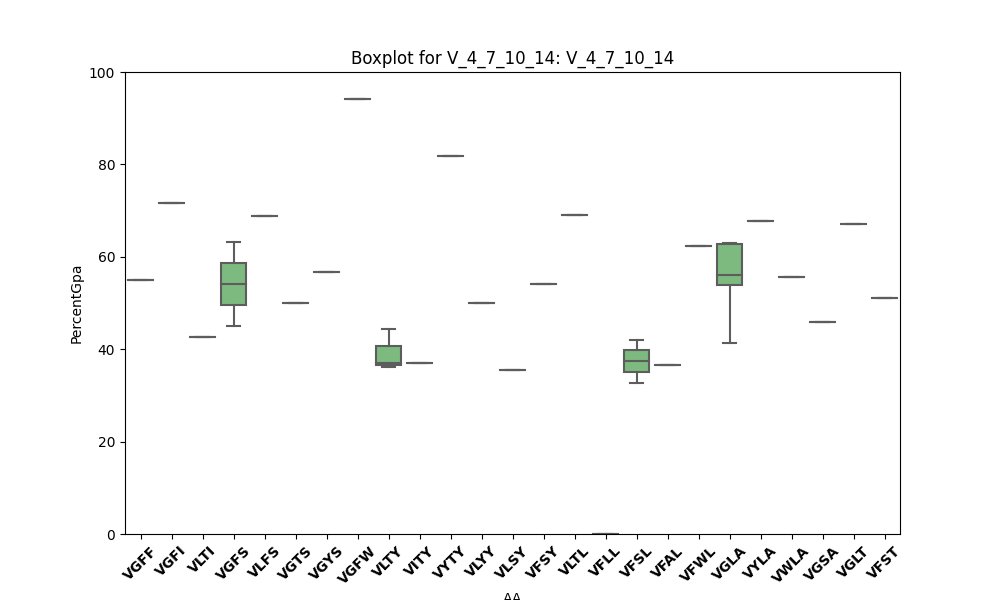 Boxplot for V_4_7_10_14: V_4_7_10_14
100
80
60
40
20
0
PercentGpa
VGFF VGFI VLTI VGFS VLFS VGTS VGYS VGFW VLTY VITY VYTY VLYY VLSY VFSY VLTL VFLL VFSL VFAL VFWL VGLA VYLA VWLA VGSA VGLT VFST
AA